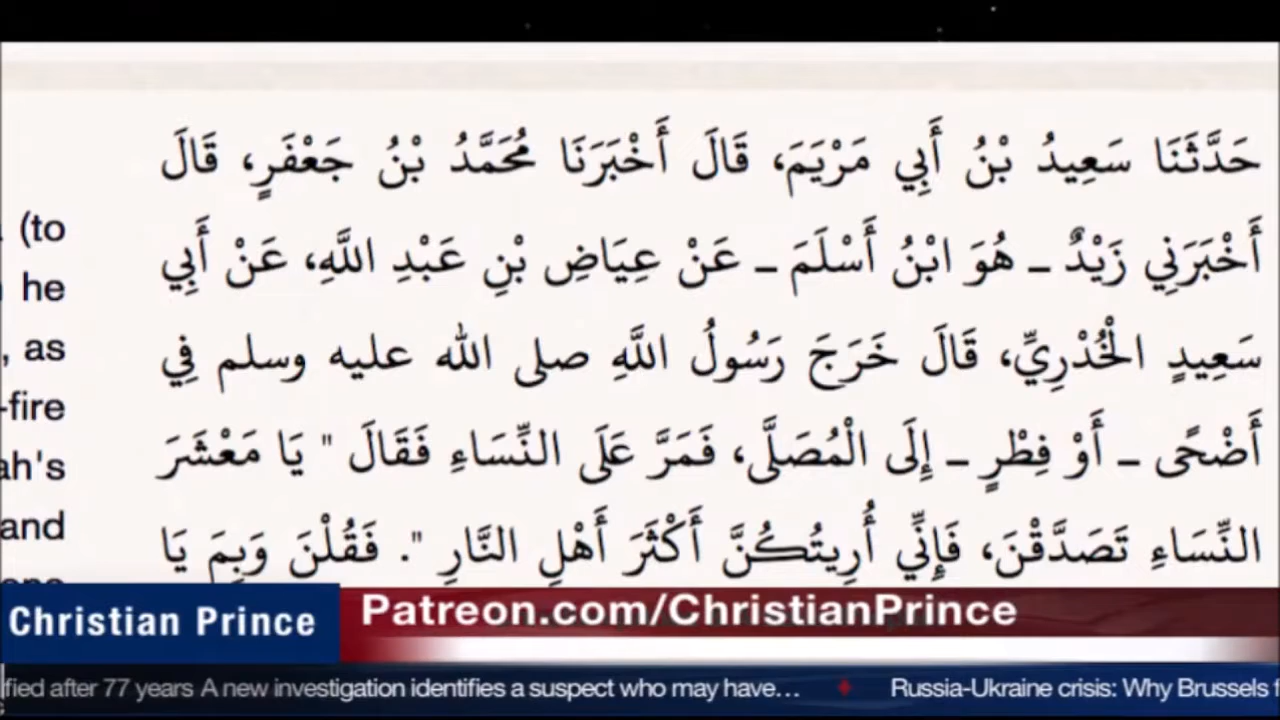 حَدَّثَنَا سَعِيدُ بْنُ أَبِي مَرْيَمَ، قَالَ أَخْبَرَنَا مُحَمَّدُ بْنُ جَعْفَرٍ، قَالَ
أَخْبَرَنِي زَيْدٌ ـ هُوَ ابْنُ أَسْلَمَ ـ عَنْ عِيَاضِ بْنِ عَبْدِ اللَّهِ، عَنْ أَبِي
سَعِيدٍ الْخُدْرِيِّ، قَالَ خَرَجَ رَسُولُ اللَّهِ صلى الله عليه وسلم فِي
أَضْحًى ـ أَوْ فِطْرٍ ـ إِلَى الْمُصَلَّى، فَمَرَّ عَلَى النِّسَاءِ فَقَالَ " يَا مَعْشَرَ
النِّسَاءِ تَصَدَّقْنَ، فَإِنِّي أُرِيتُكُنَّ أَكْثَرَ أَهْلِ النَّارِ ". فَقُلْنَ وَبِمَ يَا
(to
he
, as
-fire
ah's
and
Christian Prince
Patreon.com/ChristianPrince
fied after 77 years A new investigation identifies a suspect who may have... Russia-Ukraine crisis: Why Brussels f